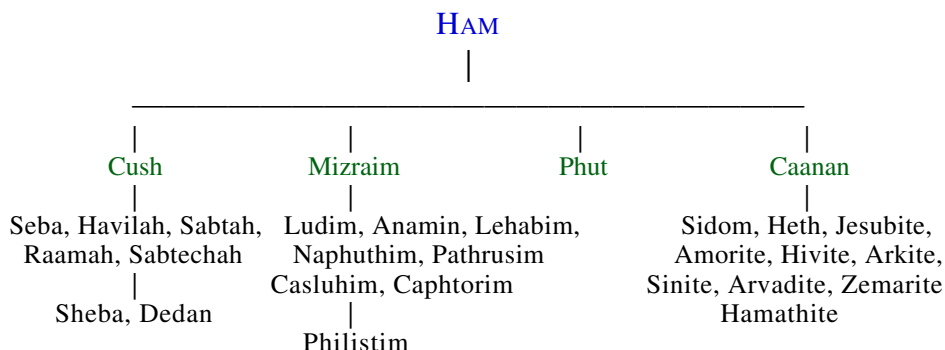 HAM
Cush Mizraim Phut Caanan
Seba, Havilah, Sabtah, Ludim, Anamin, Lehabim, Sidom, Heth, Jesubite,
Raamah, Sabtechah Naphuthim, Pathrusim Amorite, Hivite, Arkite,
Casluhim, Caphtorim Sinite, Arvadite, Zemarite
Sheba, Dedan Hamathite
Philistim